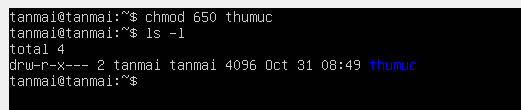 tanmai@tanmai:~$ chmod 650 thumuc
tanmai@tanmai:~$ ls -l
total 4
drw-r-x--- 2 tanmai tanmai 4096 Oct 31 08:49 thumuc
tanmai@tanmai:~$